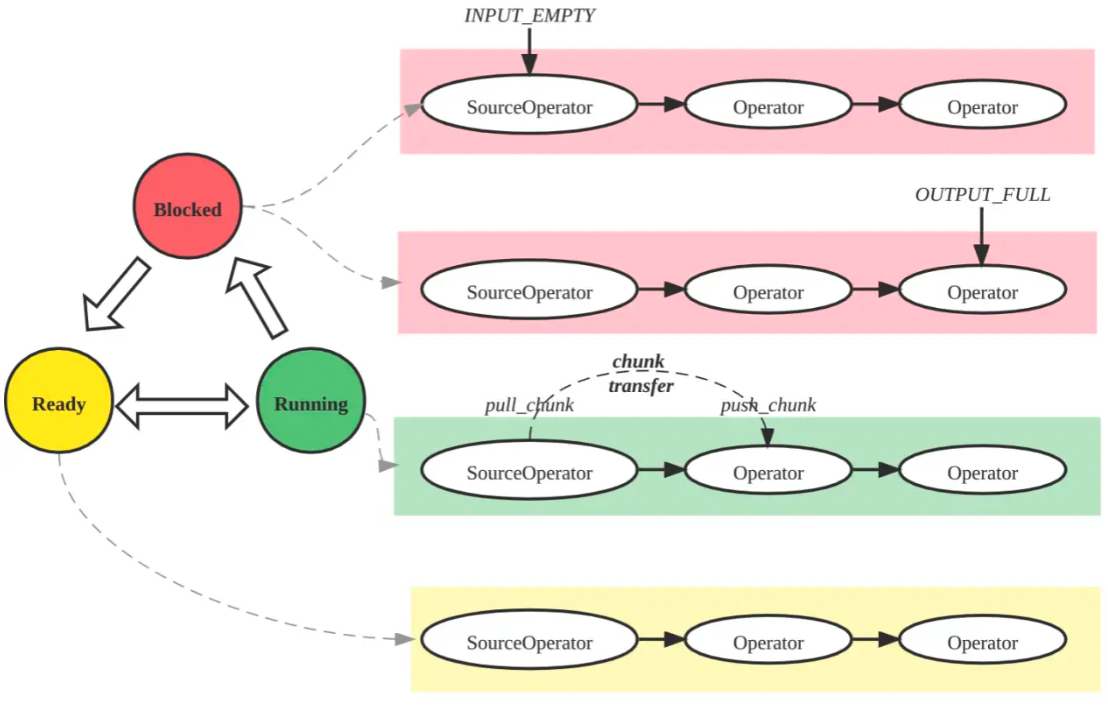 INPUT_EMPTY
SourceOperator
Operator
Operator
Blocked
OUTPUT_FULL
SourceOperator
Operator
Operator
Ready
Running
chunk
transfer
pull_chunk
push_chunk
SourceOperator
Operator
Operator
SourceOperator
Operator
Operator